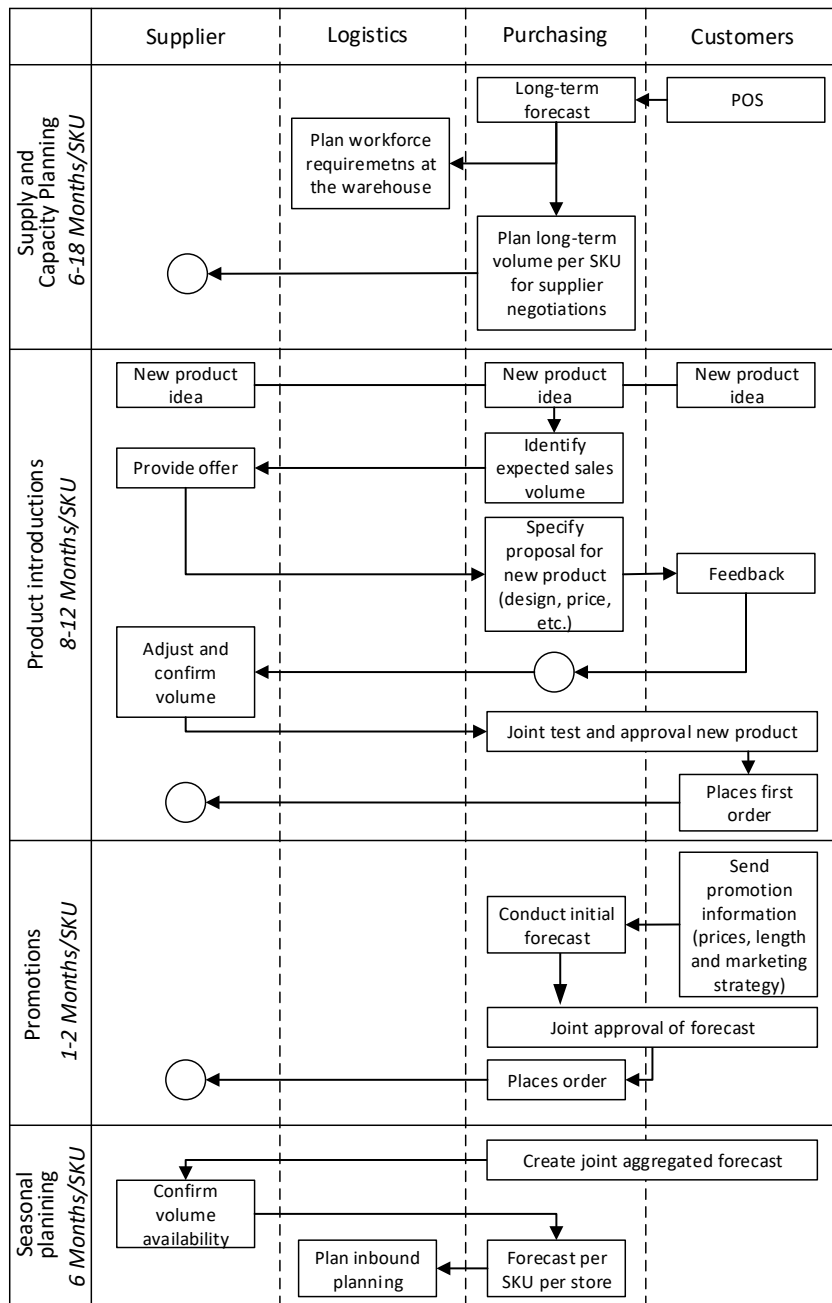 Supplier
Logistics
Purchasing
Customers
Supply and
Capacity Planning
6-18 Months/SKU
Long-term
forecast
POS
Plan workforce
requiremetns at
the warehouse
Plan long-term
volume per SKU
for supplier
negotiations
Product introductions
8-12 Months/SKU
New product
idea
New product
idea
New product
idea
Identify
expected sales
volume
Provide offer
Specify
proposal for
new product
(design, price,
etc.)
Feedback
Adjust and
confirm
volume
Joint test and approval new product
Places first
order
Promotions
1-2 Months/SKU
Send
promotion
information
(prices, length
and marketing
strategy)
Conduct initial
forecast
Joint approval of forecast
Places order
Seasonal
planining
6 Months/SKU
Create joint aggregated forecast
Confirm
volume
availability
Plan inbound
planning
Forecast per
SKU per store